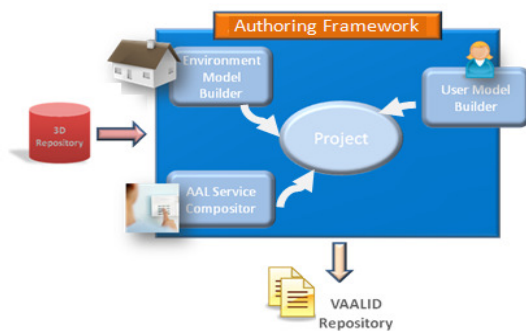 Authoring Framework
Environment
Model
Builder
User Model
Builder
3D
Repository
Project
AAL Service
Compositor
VAALID
Repository